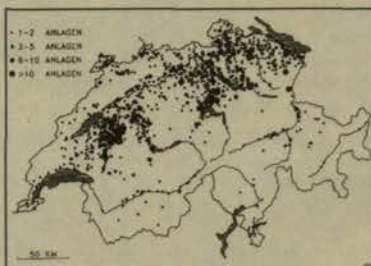 1-2 ANLAGEN
3-5 ANLAGEN
6-10 ANLAGEN
>10 ANLAGEN
50 KM